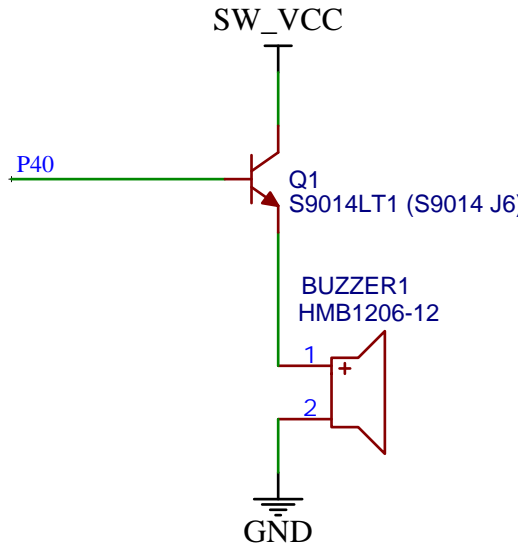 SW_VCC
P40
Q1
S9014LT1 (S9014 J6)
BUZZER1
HMB1206-12
1
+
2
GND